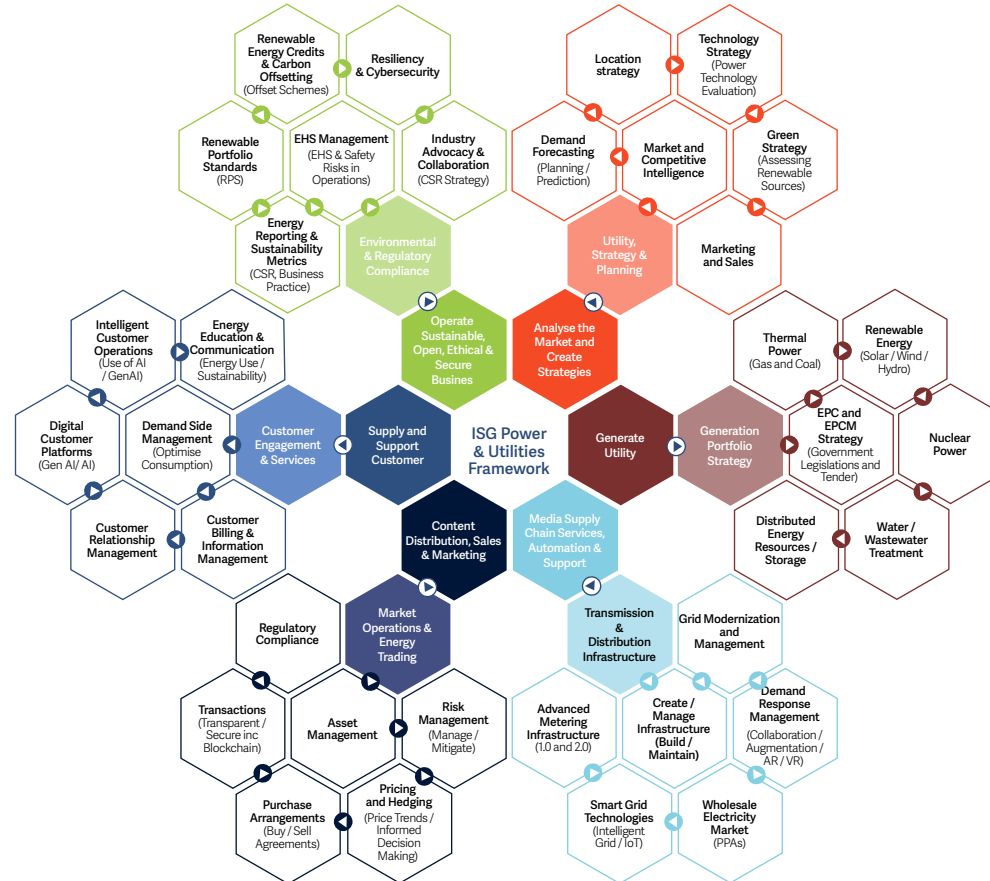 Renewable
Energy Credits
& Carbon
Offsetting
(Offset Schemes)
Resiliency
& Cybersecurity
Renewable
Portfolio
Standards
(RPS)
EHS Management
(EHS & Safety
Risks in
Operations)
Industry
Advocacy &
Collaboration
(CSR Strategy)
Energy
Reporting &
Sustainability
Metrics
(CSR, Business
Practice)
Environmental
& Regulatory
Compliance
Operate
Sustainable,
Open, Ethical &
Secure
Busines
Location
strategy
Technology
Strategy
(Power
Technology
Evaluation)
Demand
Forecasting
(Planning /
Prediction)
Market and
Competitive
Intelligence
Green
Strategy
(Assessing
Renewable
Sources)
Utility,
Strategy &
Planning
Marketing
and Sales
Analyse the
Market and
Create
Strategies
Intelligent
Customer
Operations
(Use of AI
/ GenAI)
Energy
Education &
Communication
(Energy Use /
Sustainability)
Digital
Customer
Platforms
(Gen AI/ AI)
Demand Side
Management
(Optimise
Consumption)
Customer
Engagement
& Services
Supply and
Support
Customer
Customer
Relationship
Management
Customer
Billing &
Information
Management
ISG Power
& Utilities
Framework
Generate
Utility
Generation
Portfolio
Strategy
Thermal
Power
(Gas and Coal)
Renewable
Energy
(Solar / Wind /
Hydro)
EPC and
EPCM
Strategy
(Government
Legislations and
Tender)
Nuclear
Power
Distributed
Energy
Resources /
Storage
Water /
Wastewater
Treatment
Content
Distribution, Sales
& Marketing
Media Supply
Chain Services,
Automation &
Support
Market
Operations &
Energy
Trading
Regulatory
Compliance
Transactions
(Transparent /
Secure inc
Blockchain)
Asset
Management
Risk
Management
(Manage /
Mitigate)
Purchase
Arrangements
(Buy / Sell
Agreements)
Pricing
and Hedging
(Price Trends /
Informed
Decision
Making)
Transmission
&
Distribution
Infrastructure
Grid Modernization
and
Management
Advanced
Metering
Infrastructure
(1.0 and 2.0)
Create /
Manage
Infrastructure
(Build /
Maintain)
Demand
Response
Management
(Collaboration /
Augmentation /
AR / VR)
Smart Grid
Technologies
(Intelligent
Grid / IoT)
Wholesale
Electricity
Market
(PPAs)